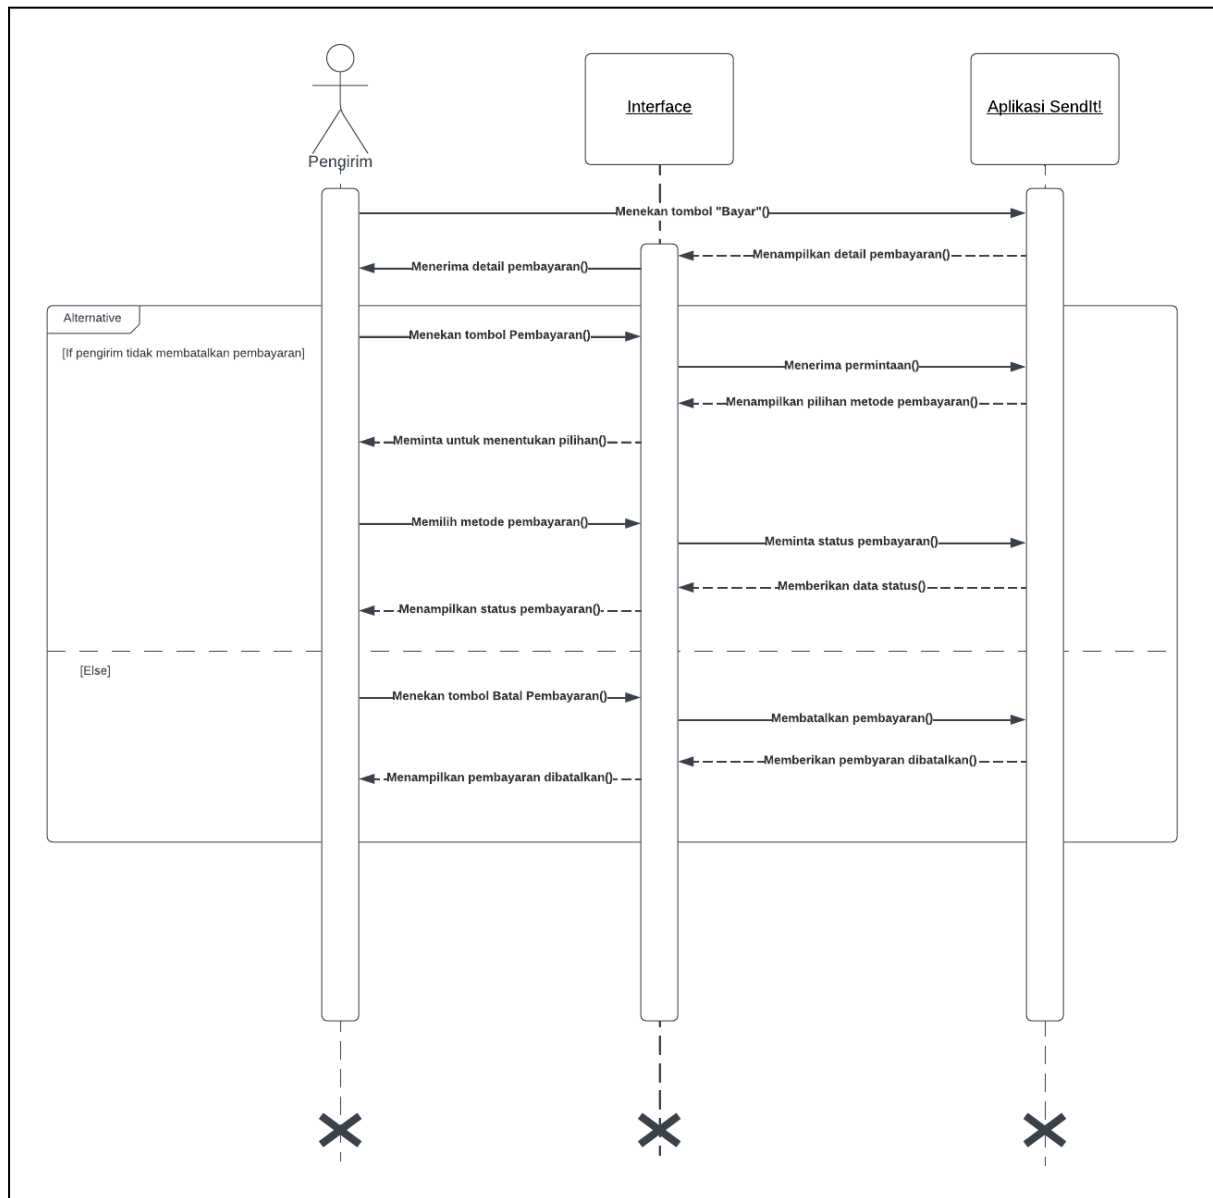 Pengirim
Interface
Aplikasi SendIt!
Menekan tombol "Bayar"()
Menampilkan detail pembayaran()
Menerima detail pembayaran()
Alternative
[If pengirim tidak membatalkan pembayaran]
Menekan tombol Pembayaran()
Menerima permintaan()
Menampilkan pilihan metode pembayaran()
Meminta untuk menentukan pilihan()
Memilih metode pembayaran()
Meminta status pembayaran()
Memberikan data status()
Menampilkan status pembayaran()
[Else]
Menekan tombol Batal Pembayaran()
Membatalkan pembayaran()
Memberikan pembyaran dibatalkan()
Menampilkan pembayaran dibatalkan()